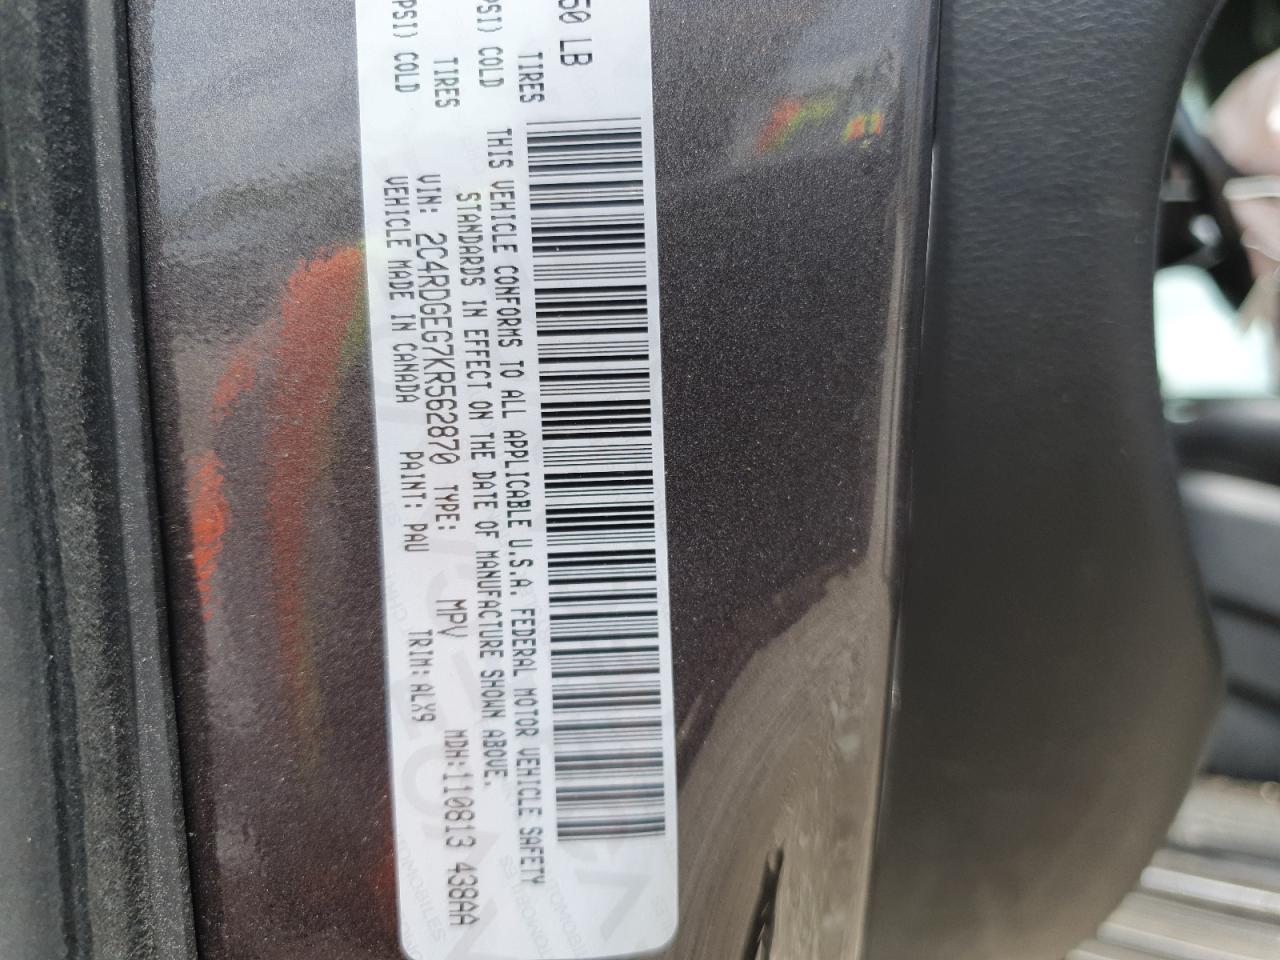 50 LB
TIRES
PSI) COLD
TIRES
PSI) COLD
THIS VEHICLE CONFORMS TO ALL APPLICABLE U.S.A. FEDERAL MOTOR VEHICLE SAFETY
STANDARDS IN EFFECT ON THE DATE OF MANUFACTURE SHOWN ABOVE.
VIN: 2C4RDGEG7KR562870 TYPE: MPV MDH:110813 438AA
VEHICLE MADE IN CANADA PAINT: PAU TRIM: ALX9